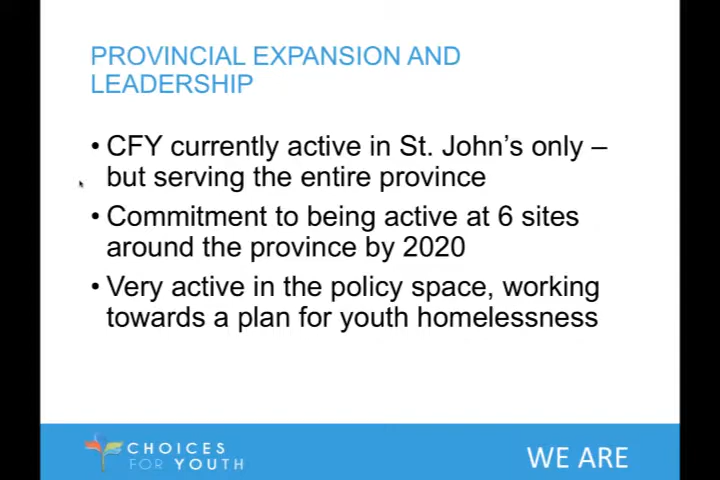 PROVINCIAL EXPANSION AND
LEADERSHIP
• CFY currently active in St. John’s only –
but serving the entire province
• Commitment to being active at 6 sites
around the province by 2020
• Very active in the policy space, working
towards a plan for youth homelessness
CHOICES
FOR YOUTH
WE ARE